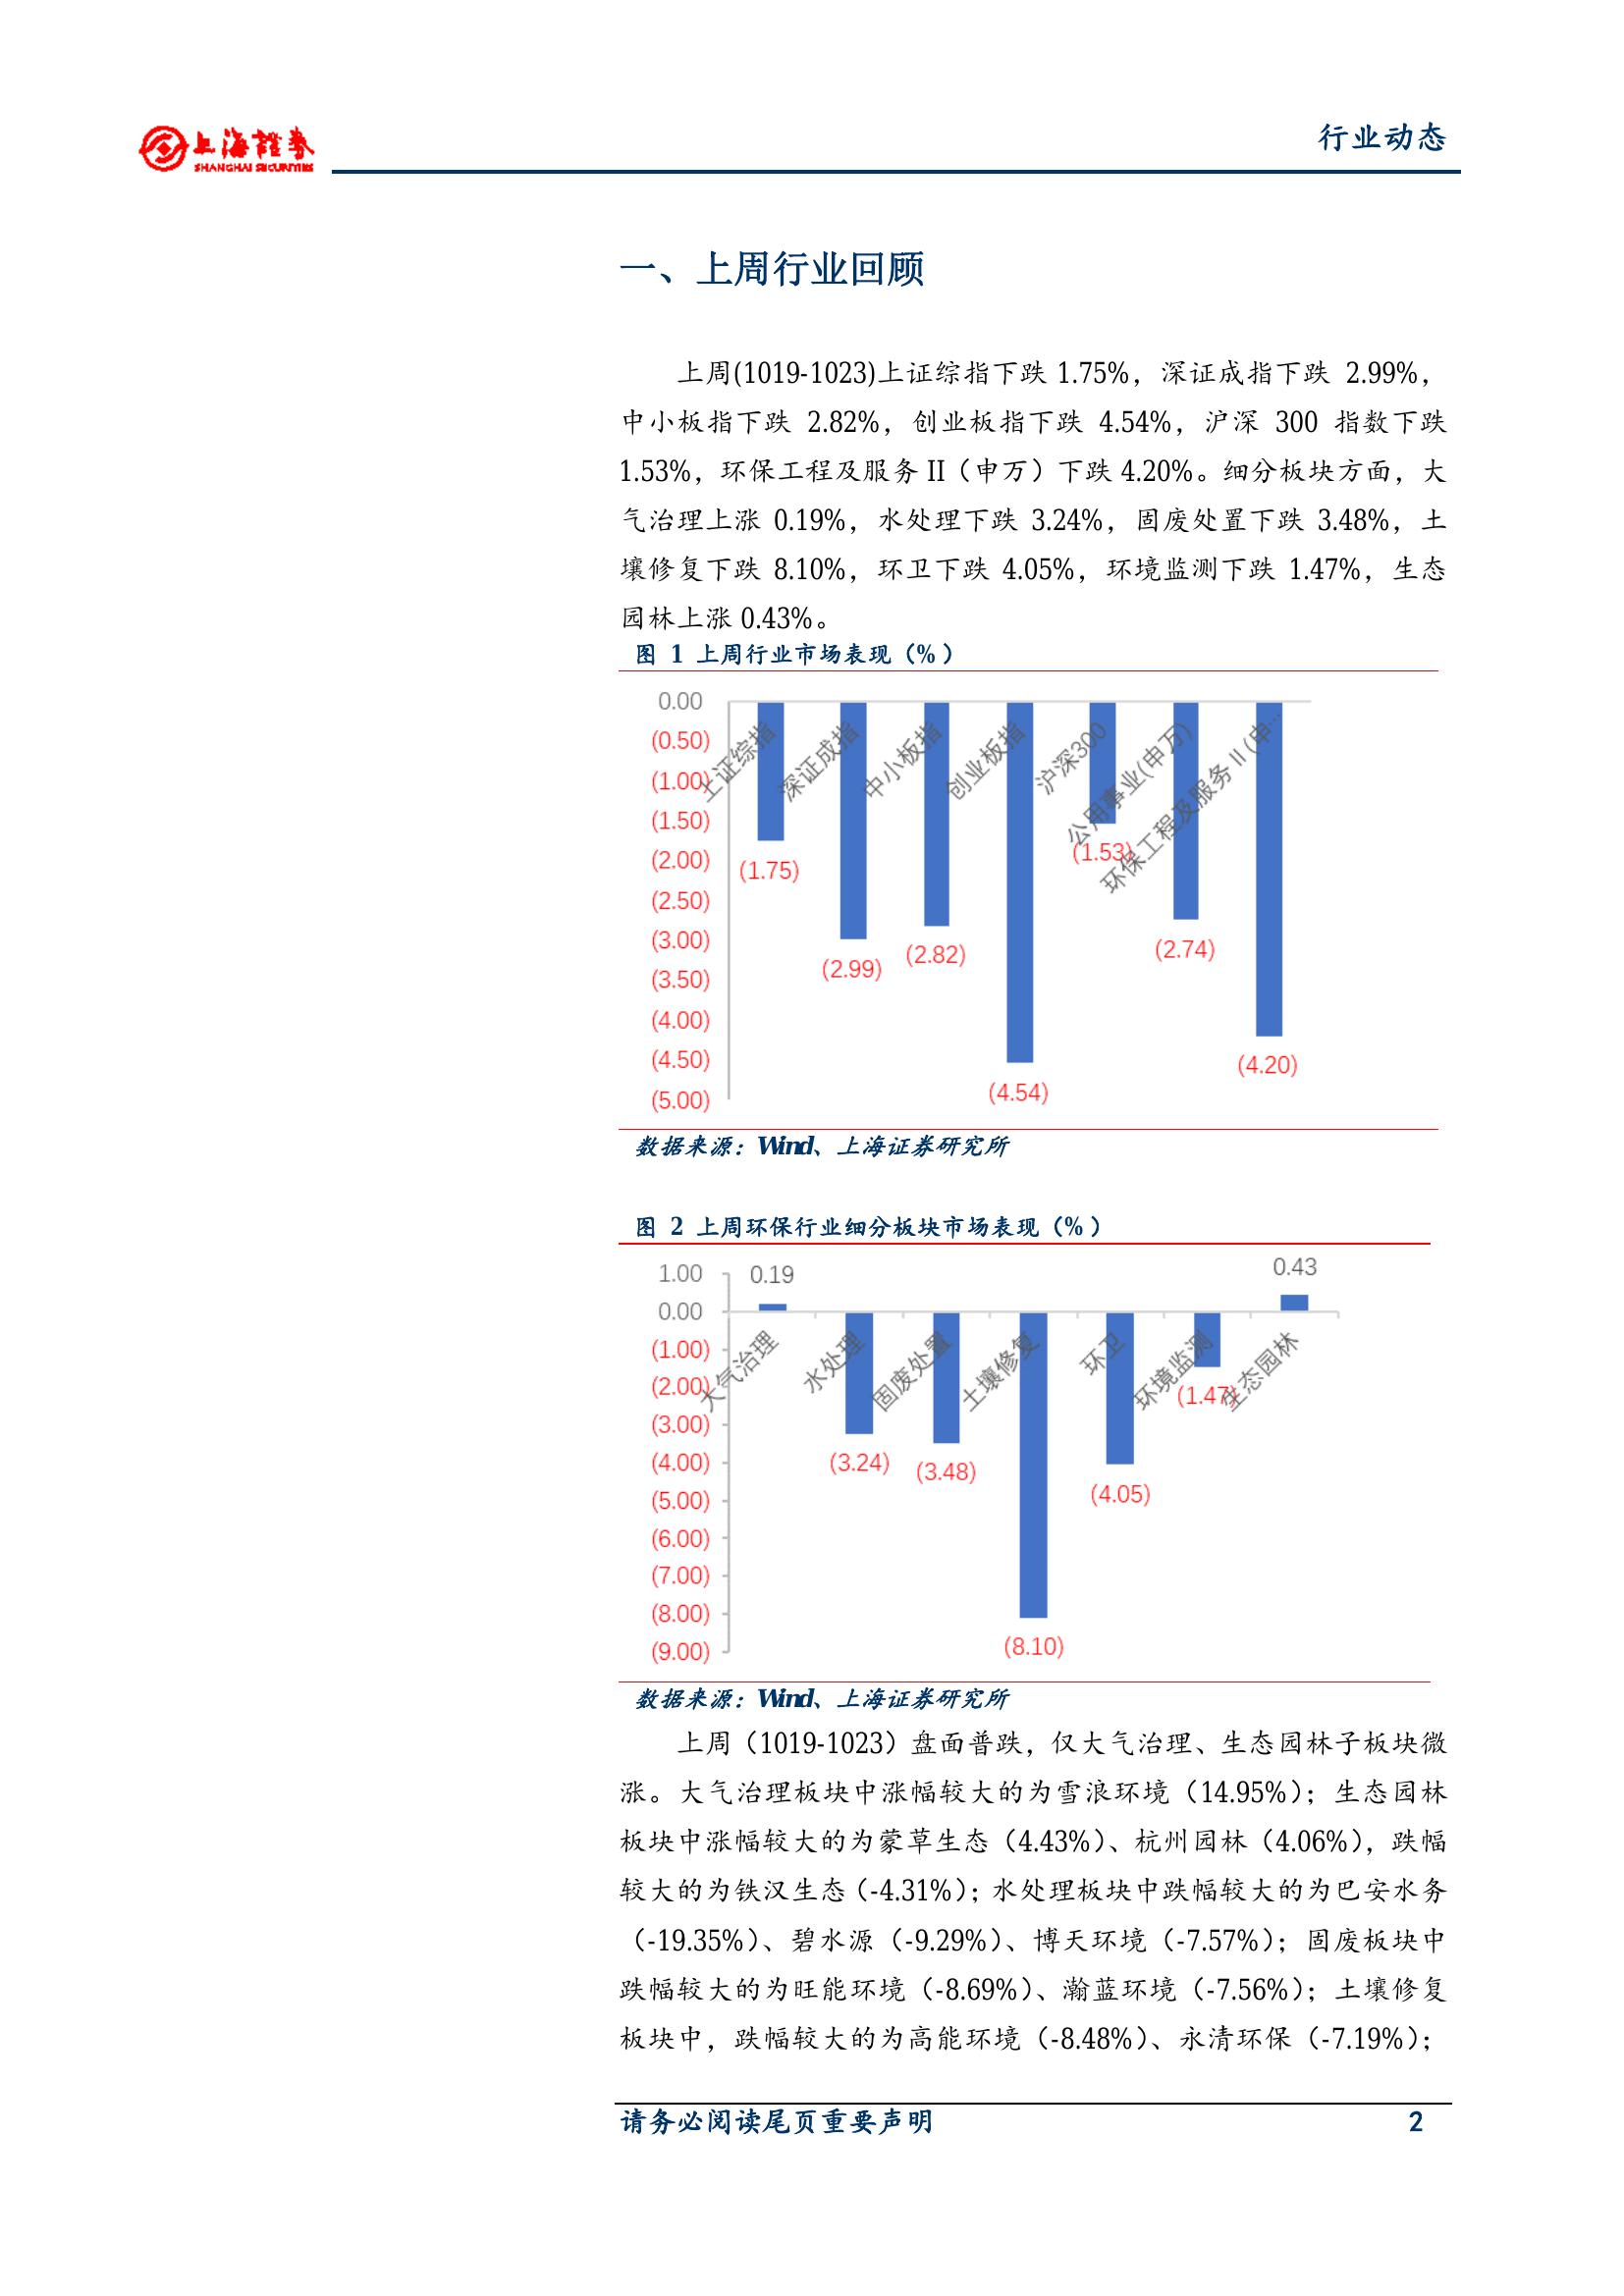 上海證券
SHANGHAI SECURITIES
行业动态
一、上周行业回顾
上周(1019-1023)上证综指下跌 1.75%，深证成指下跌 2.99%，
中小板指下跌 2.82%，创业板指下跌 4.54%，沪深 300 指数下跌
1.53%，环保工程及服务 II（申万）下跌 4.20%。细分板块方面，大
气治理上涨 0.19%，水处理下跌 3.24%，固废处置下跌 3.48%，土
壤修复下跌 8.10%，环卫下跌 4.05%，环境监测下跌 1.47%，生态
园林上涨 0.43%。
图 1 上周行业市场表现（%）
0.00
(0.50)
(1.00)
(1.50)
(2.00)
(2.50)
(3.00)
(3.50)
(4.00)
(4.50)
(5.00)
上证综指
深证成指
中小板指
创业板指
沪深300
公用事业(申万)
环保工程及服务Ⅱ(申…
(1.75)
(2.99)
(2.82)
(4.54)
(1.53)
(2.74)
(4.20)
数据来源：Wind、上海证券研究所
图 2 上周环保行业细分板块市场表现（%）
1.00
0.00
(1.00)
(2.00)
(3.00)
(4.00)
(5.00)
(6.00)
(7.00)
(8.00)
(9.00)
大气治理
水处理
固废处置
土壤修复
环卫
环境监测
生态园林
0.19
(3.24)
(3.48)
(8.10)
(4.05)
(1.47)
0.43
数据来源：Wind、上海证券研究所
上周（1019-1023）盘面普跌，仅大气治理、生态园林子板块微
涨。大气治理板块中涨幅较大的为雪浪环境（14.95%）；生态园林
板块中涨幅较大的为蒙草生态（4.43%）、杭州园林（4.06%），跌幅
较大的为铁汉生态（-4.31%）；水处理板块中跌幅较大的为巴安水务
（-19.35%）、碧水源（-9.29%）、博天环境（-7.57%）；固废板块中
跌幅较大的为旺能环境（-8.69%）、瀚蓝环境（-7.56%）；土壤修复
板块中，跌幅较大的为高能环境（-8.48%）、永清环保（-7.19%）；
请务必阅读尾页重要声明
2